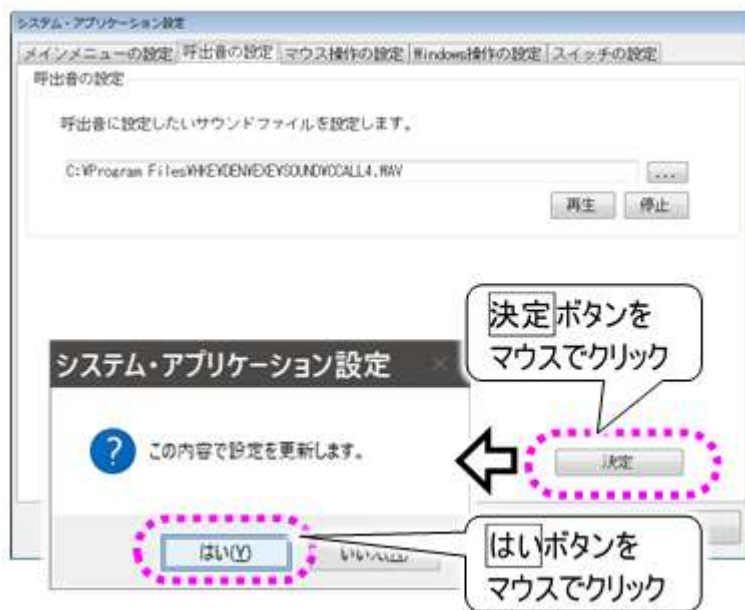 システム・アプリケーション設定
メインメニューの設定 呼出音の設定 マウス操作の設定 Windows操作の設定 スイッチの設定
呼出音の設定
呼出音に設定したいサウンドファイルを設定します。
C:¥Program Files¥HKEYDEN¥EXE¥SOUND¥CCALL4.WAV ...
再生 停止
決定ボタンを
マウスでクリック
システム・アプリケーション設定 ×
? この内容で設定を更新します。
決定
はい(Y)
はいボタンを
マウスでクリック